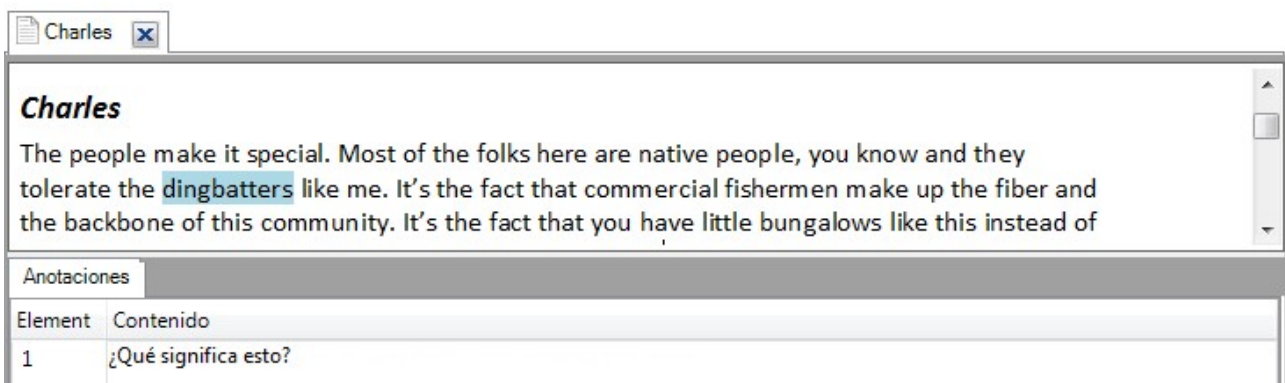 Charles
Charles
The people make it special. Most of the folks here are native people, you know and they
tolerate the dingbatters like me. It’s the fact that commercial fishermen make up the fiber and
the backbone of this community. It’s the fact that you have little bungalows like this instead of
Anotaciones
Element Contenido
1 ¿Qué significa esto?